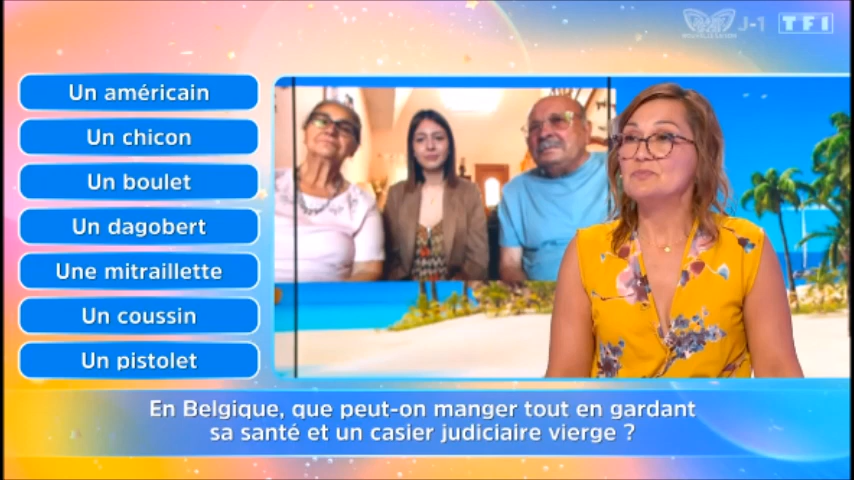 J-1 TF1
Un américain
Un chicon
Un boulet
Un dagobert
Une mitraillette
Un coussin
Un pistolet
En Belgique, que peut-on manger tout en gardant
sa santé et un casier judiciaire vierge ?